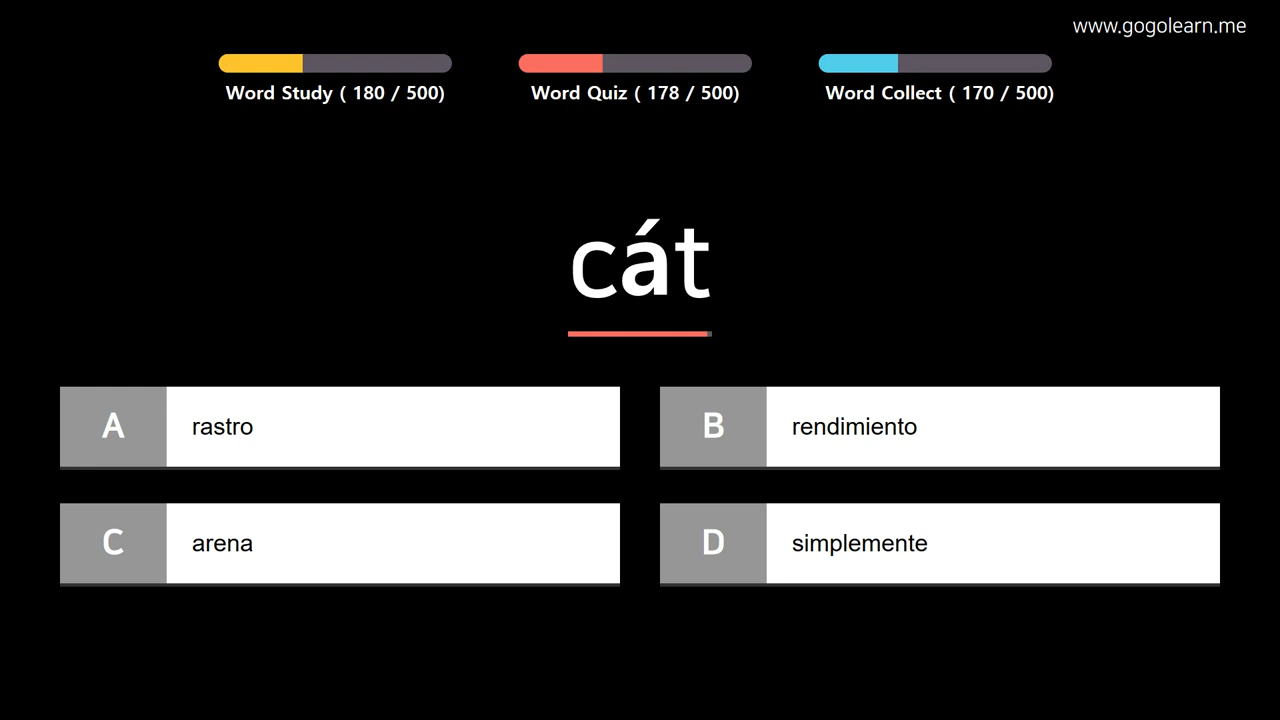 www.gogolearn.me
Word Study ( 180 / 500)
Word Quiz ( 178 / 500)
Word Collect ( 170 / 500)
cát
A rastro
B rendimiento
C arena
D simplemente